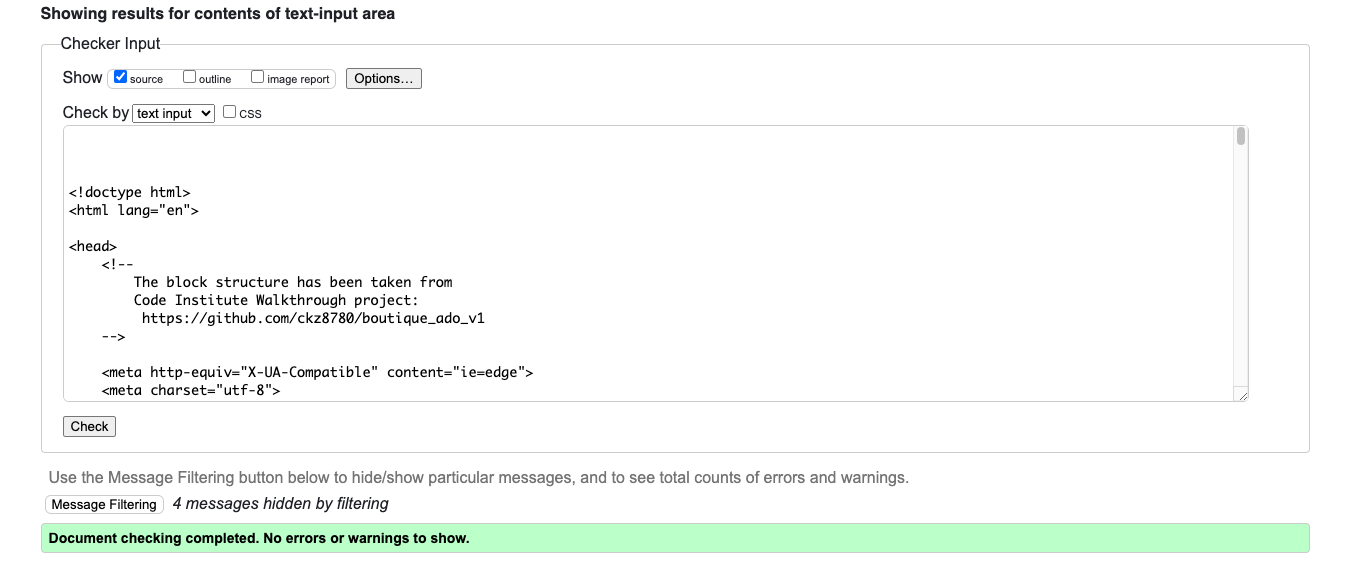 Showing results for contents of text-input area
Checker Input
Show source outline image report Options...
Check by text input CSS
<!doctype html>
<html lang="en">
<head>
<!--
The block structure has been taken from
Code Institute Walkthrough project:
https://github.com/ckz8780/boutique_ado_v1
-->
<meta http-equiv="X-UA-Compatible" content="ie=edge">
<meta charset="utf-8">
Check
Use the Message Filtering button below to hide/show particular messages, and to see total counts of errors and warnings.
Message Filtering 4 messages hidden by filtering
Document checking completed. No errors or warnings to show.